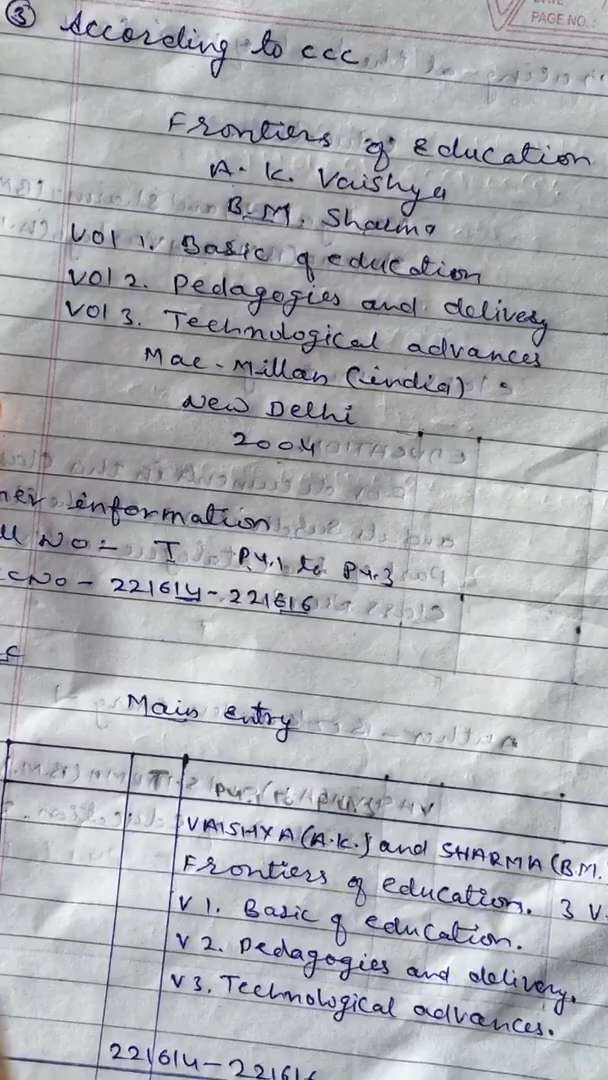 PAGE NO.:
③ According to ccc
Frontiers of education
A. K. Vaishya
B. M. Sharma
Vol 1. Basic of education
Vol 2. Pedagogies and delivery
Vol 3. Technological advances
Mac-Millan (india)
New Delhi
2004
information
NO:- T P4.1 to P4.3
cNo - 221614-221616
Main entry
T
VAISHYA (A.K.) and SHARMA (B.M.
Frontiers of education. 3 V.
V 1. Basic of education.
V 2. Pedagogies and delivery.
V 3. Technological advances.
221614-221616